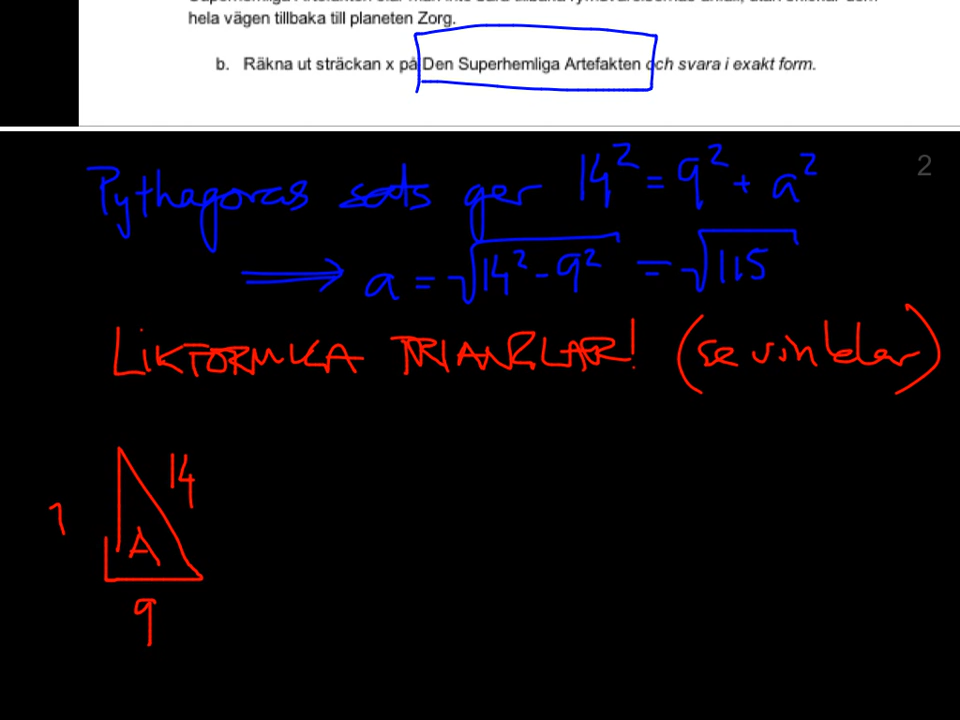 hela vägen tillbaka till planeten Zorg.
b. Räkna ut sträckan x på Den Superhemliga Artefakten och svara i exakt form.
2
Pythagoras sats ger 14² = 9² + a²
⟹ a = √14² - 9² = √115
LIKFORMIGA TRIANGLAR! (se vinklar)
14
A
9